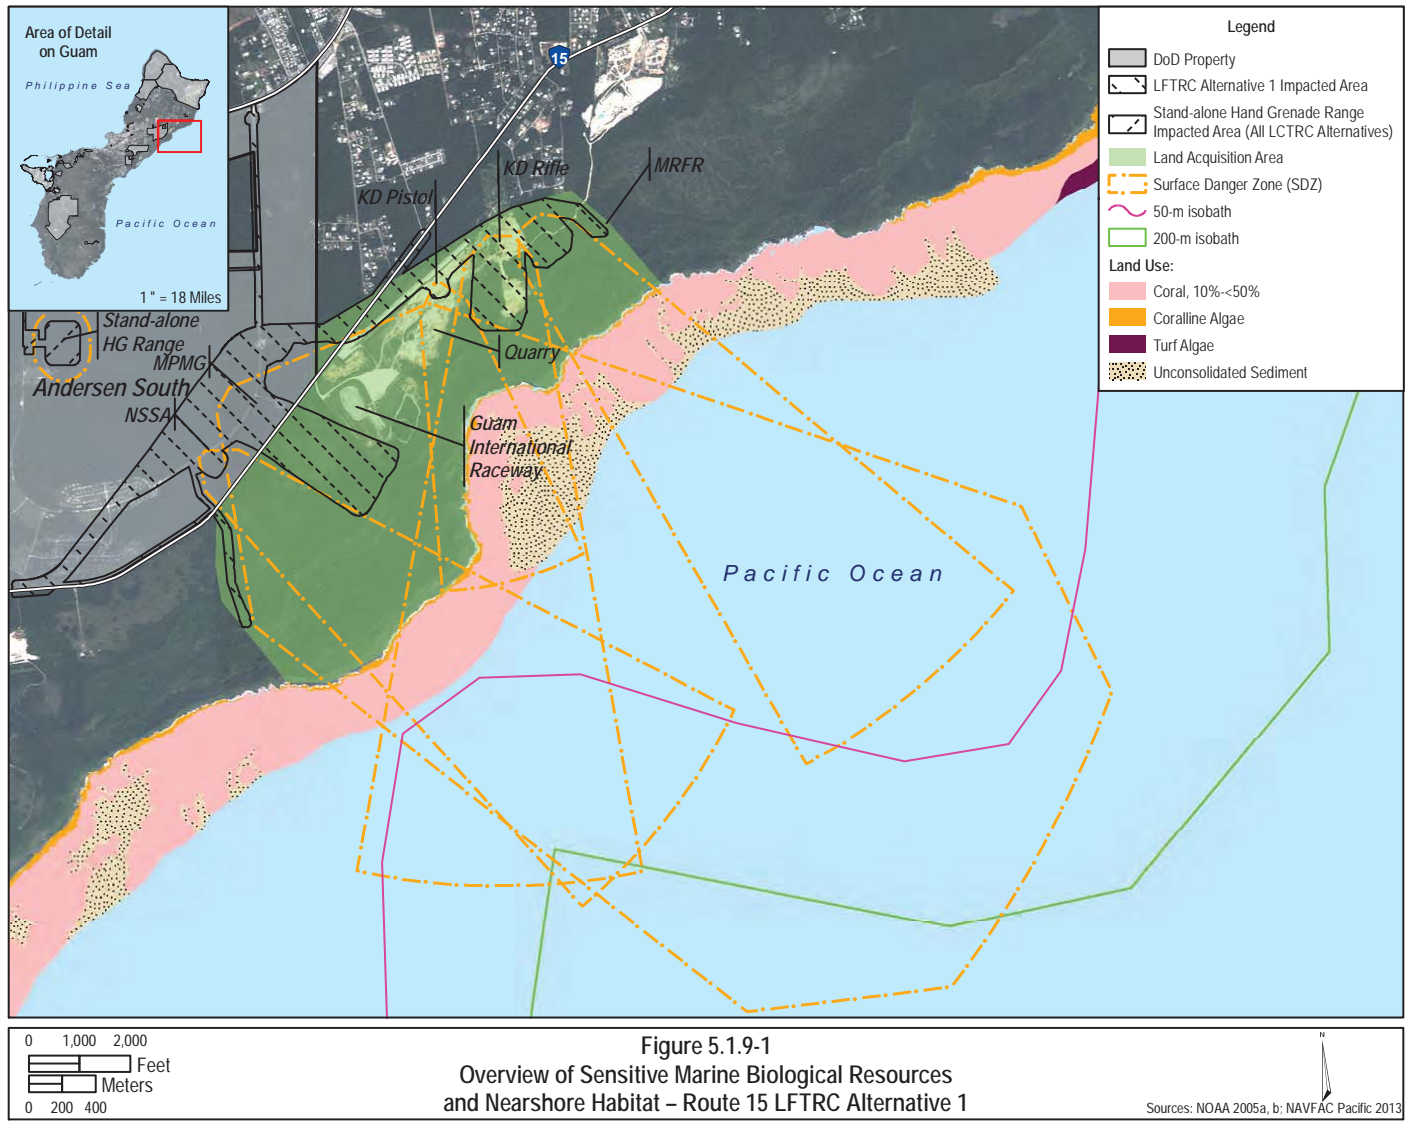 Area of Detail
on Guam
Philippine Sea
Pacific Ocean
1 " = 18 Miles
15
Legend
DoD Property
LFTRC Alternative 1 Impacted Area
Stand-alone Hand Grenade Range
Impacted Area (All LCTRC Alternatives)
Land Acquisition Area
Surface Danger Zone (SDZ)
50-m isobath
200-m isobath
Land Use:
Coral, 10%-<50%
Coralline Algae
Turf Algae
Unconsolidated Sediment
KD Rifle
MRFR
KD Pistol
Stand-alone
HG Range
MPMG
Quarry
Andersen South
NSSA
Guam
International
Raceway
Pacific Ocean
0 1,000 2,000
Feet
Meters
0 200 400
Figure 5.1.9-1
Overview of Sensitive Marine Biological Resources
and Nearshore Habitat – Route 15 LFTRC Alternative 1
N
Sources: NOAA 2005a, b; NAVFAC Pacific 2013